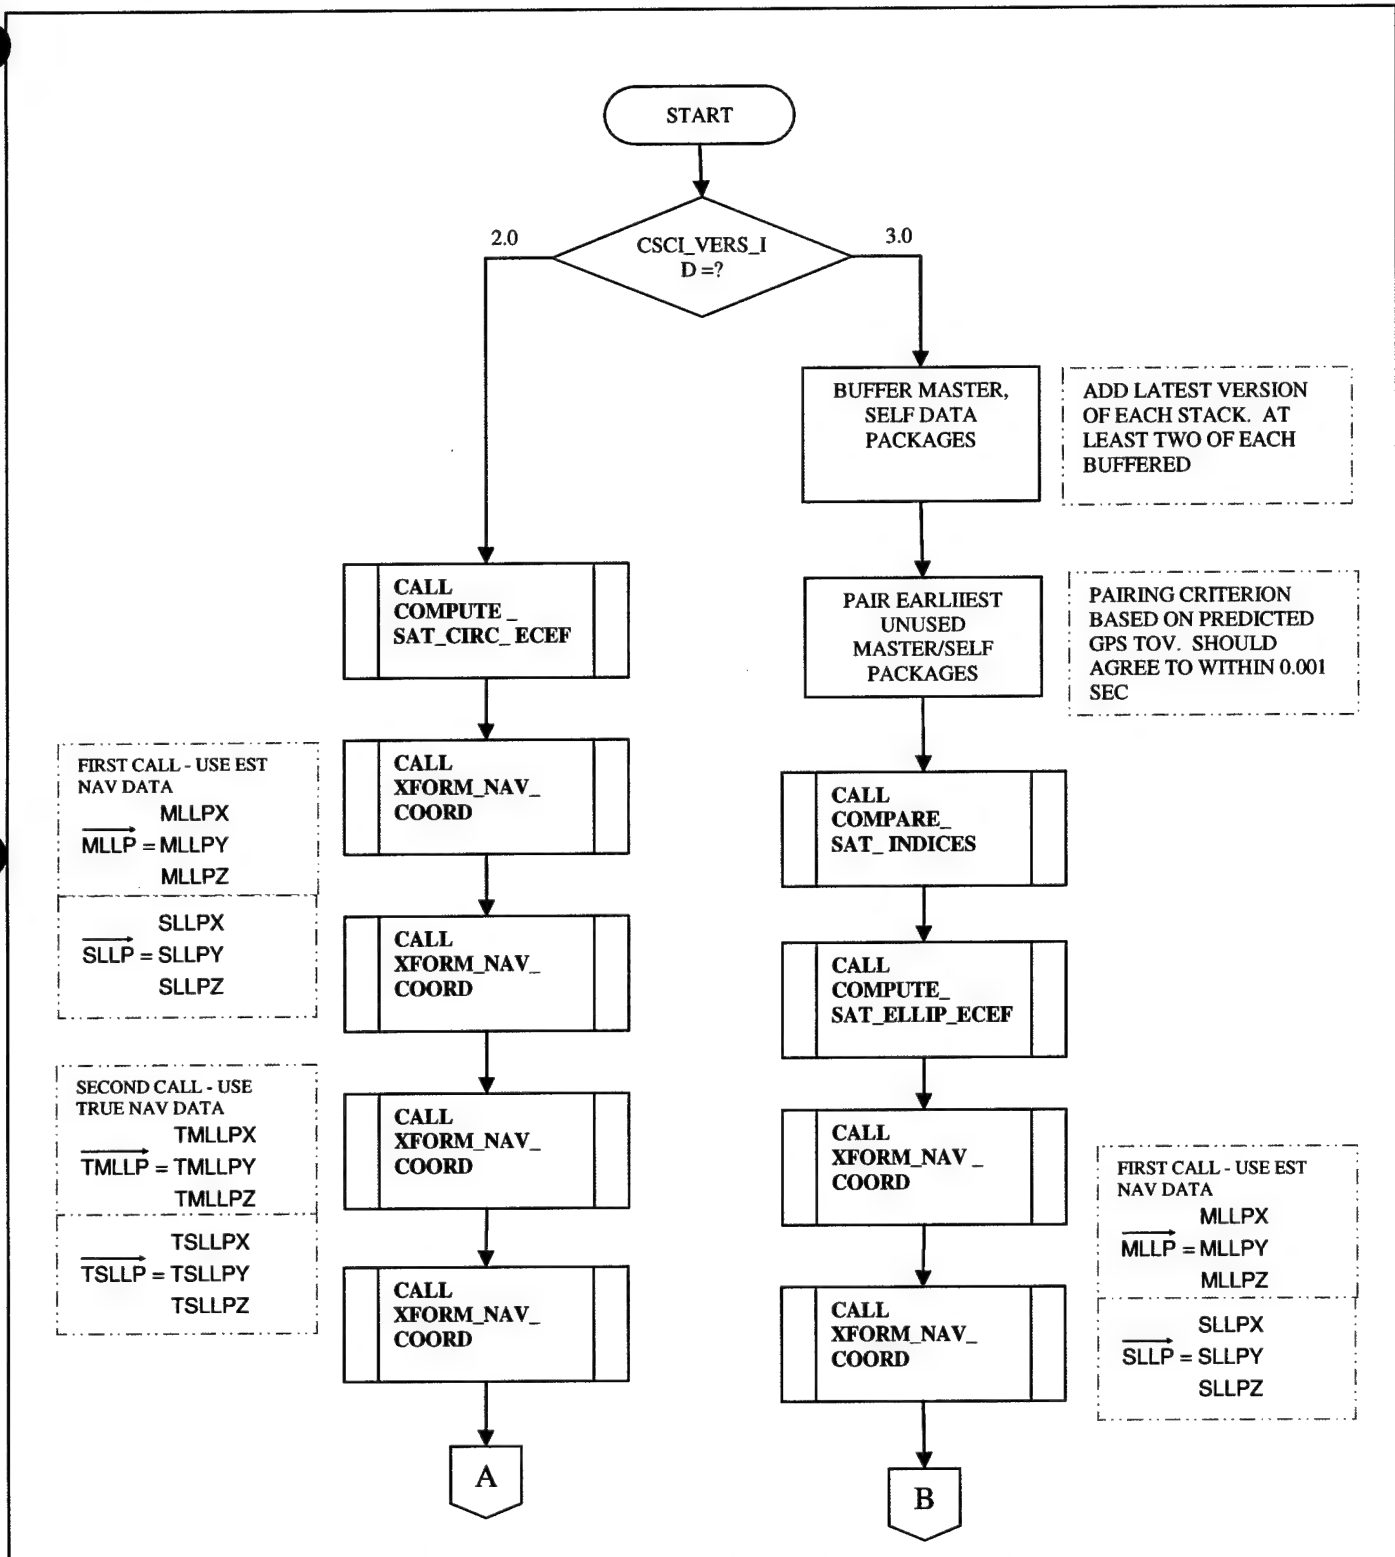 START
2.0
CSCI_VERS_I
D =?
3.0
BUFFER MASTER,
SELF DATA
PACKAGES
ADD LATEST VERSION
OF EACH STACK. AT
LEAST TWO OF EACH
BUFFERED
CALL
COMPUTE_
SAT_CIRC_ECEF
PAIR EARLIIEST
UNUSED
MASTER/SELF
PACKAGES
PAIRING CRITERION
BASED ON PREDICTED
GPS TOV. SHOULD
AGREE TO WITHIN 0.001
SEC
FIRST CALL - USE EST
NAV DATA
MLLPX
MLLP = MLLPY
MLLPZ
CALL
XFORM_NAV_
COORD
CALL
COMPARE_
SAT_ INDICES
SLLPX
SLLP = SLLPY
SLLPZ
CALL
XFORM_NAV_
COORD
CALL
COMPUTE_
SAT_ELLIP_ECEF
SECOND CALL - USE
TRUE NAV DATA
TMLLPX
TMLLP = TMLLPY
TMLLPZ
CALL
XFORM_NAV_
COORD
CALL
XFORM_NAV_
COORD
FIRST CALL - USE EST
NAV DATA
MLLPX
MLLP = MLLPY
MLLPZ
TSLLPX
TSLLP = TSLLPY
TSLLPZ
CALL
XFORM_NAV_
COORD
CALL
XFORM_NAV_
COORD
SLLPX
SLLP = SLLPY
SLLPZ
A
B